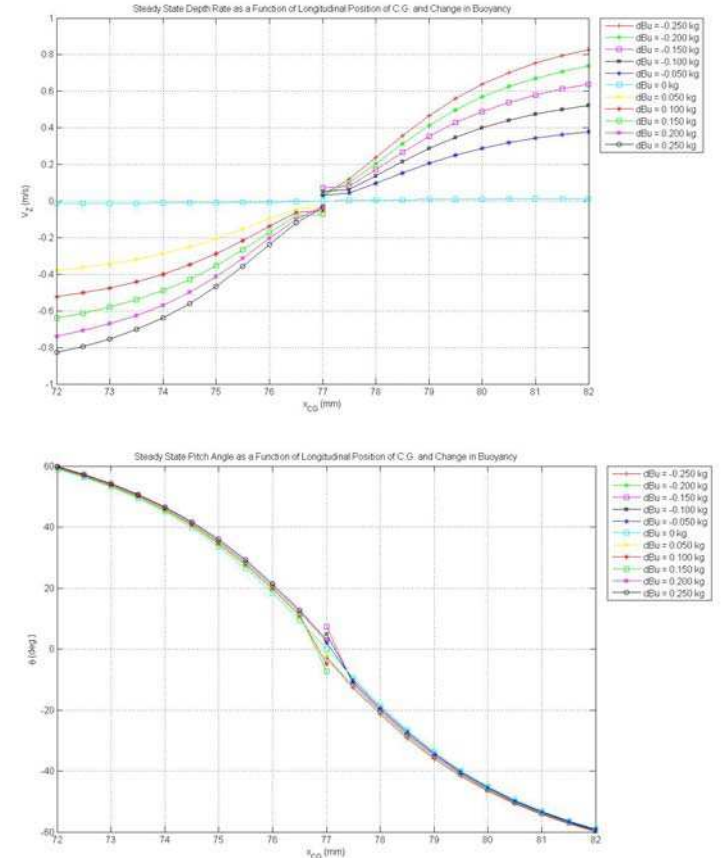 Steady State Depth Rate as a Function of Longitudinal Position of C.G. and Change in Buoyancy
1
0.8
0.6
0.4
0.2
0
-0.2
-0.4
-0.6
-0.8
-1
V_Z (m/s)
72 73 74 75 76 77 78 79 80 81 82
x_CG (mm)
dBu = -0.250 kg
dBu = -0.200 kg
dBu = -0.150 kg
dBu = -0.100 kg
dBu = -0.050 kg
dBu = 0 kg
dBu = 0.050 kg
dBu = 0.100 kg
dBu = 0.150 kg
dBu = 0.200 kg
dBu = 0.250 kg
Steady State Pitch Angle as a Function of Longitudinal Position of C.G. and Change in Buoyancy
60
40
20
0
-20
-40
-60
θ (deg.)
72 73 74 75 76 77 78 79 80 81 82
x_CG (mm)
dBu = -0.250 kg
dBu = -0.200 kg
dBu = -0.150 kg
dBu = -0.100 kg
dBu = -0.050 kg
dBu = 0 kg
dBu = 0.050 kg
dBu = 0.100 kg
dBu = 0.150 kg
dBu = 0.200 kg
dBu = 0.250 kg